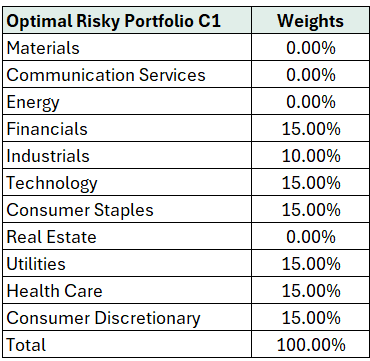 Optimal Risky Portfolio C1 Weights
Materials 0.00%
Communication Services 0.00%
Energy 0.00%
Financials 15.00%
Industrials 10.00%
Technology 15.00%
Consumer Staples 15.00%
Real Estate 0.00%
Utilities 15.00%
Health Care 15.00%
Consumer Discretionary 15.00%
Total 100.00%